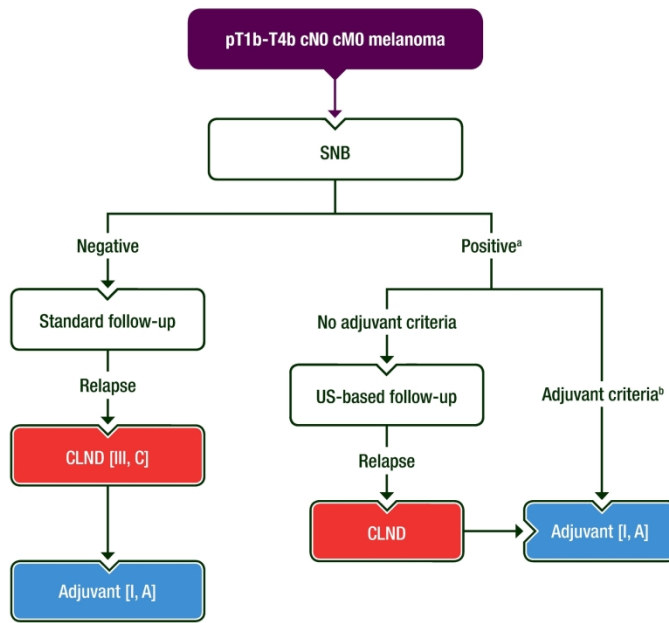 pT1b-T4b cN0 cM0 melanoma
SNB
Negative
Positiveᵃ
Standard follow-up
No adjuvant criteria
Relapse
US-based follow-up
Adjuvant criteriaᵇ
CLND [III, C]
Relapse
CLND
Adjuvant [I, A]
Adjuvant [I, A]